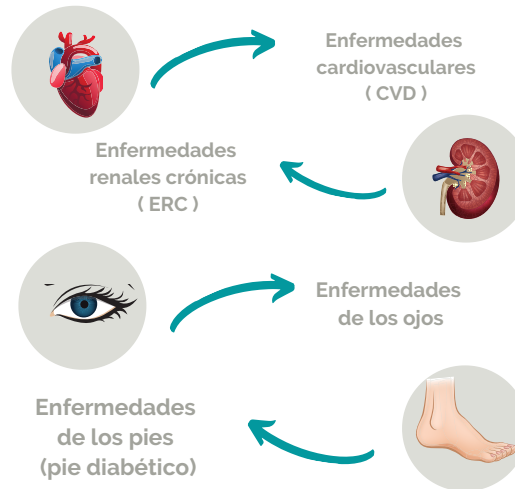 Enfermedades
cardiovasculares
( CVD )
Enfermedades
renales crónicas
( ERC )
Enfermedades
de los ojos
Enfermedades
de los pies
(pie diabético)